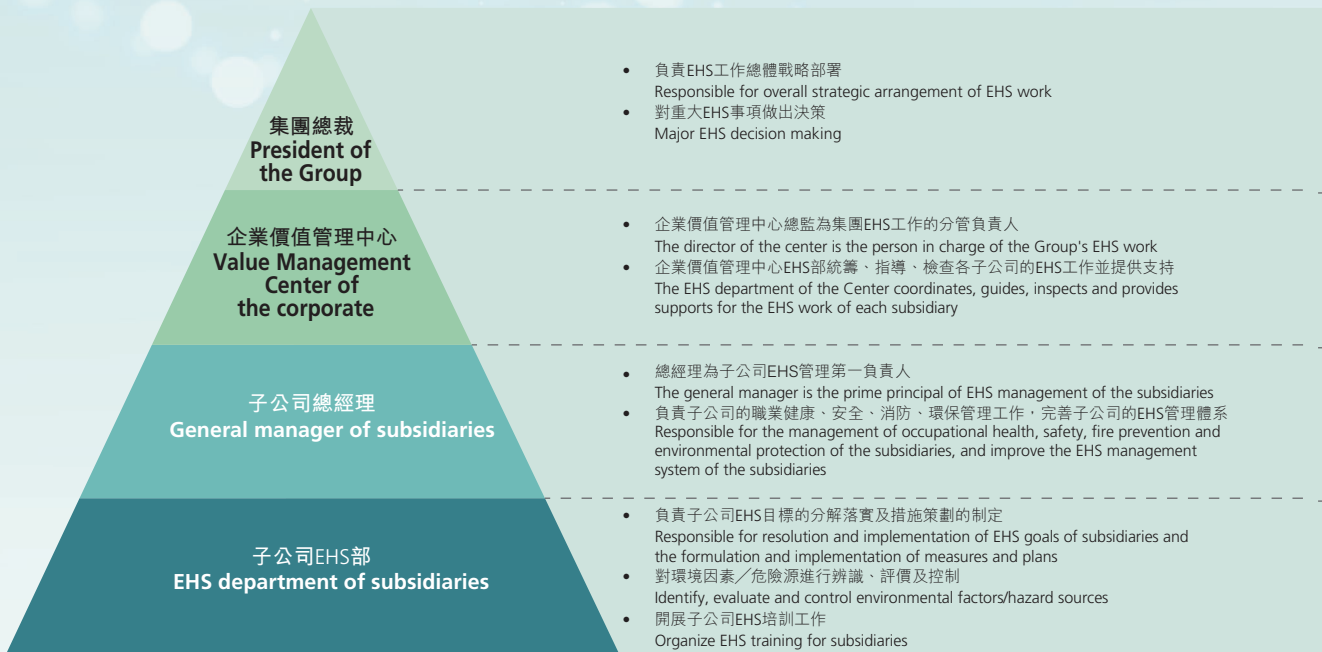 集團總裁
President of
the Group
• 負責EHS工作總體戰略部署
Responsible for overall strategic arrangement of EHS work
• 對重大EHS事項做出決策
Major EHS decision making
企業價值管理中心
Value Management
Center of
the corporate
• 企業價值管理中心總監為集團EHS工作的分管負責人
The director of the center is the person in charge of the Group's EHS work
• 企業價值管理中心EHS部統籌、指導、檢查各子公司的EHS工作並提供支持
The EHS department of the Center coordinates, guides, inspects and provides
supports for the EHS work of each subsidiary
子公司總經理
General manager of subsidiaries
• 總經理為子公司EHS管理第一負責人
The general manager is the prime principal of EHS management of the subsidiaries
• 負責子公司的職業健康、安全、消防、環保管理工作，完善子公司的EHS管理體系
Responsible for the management of occupational health, safety, fire prevention and
environmental protection of the subsidiaries, and improve the EHS management
system of the subsidiaries
子公司EHS部
EHS department of subsidiaries
• 負責子公司EHS目標的分解落實及措施策劃的制定
Responsible for resolution and implementation of EHS goals of subsidiaries and
the formulation and implementation of measures and plans
• 對環境因素／危險源進行辨識、評價及控制
Identify, evaluate and control environmental factors/hazard sources
• 開展子公司EHS培訓工作
Organize EHS training for subsidiaries